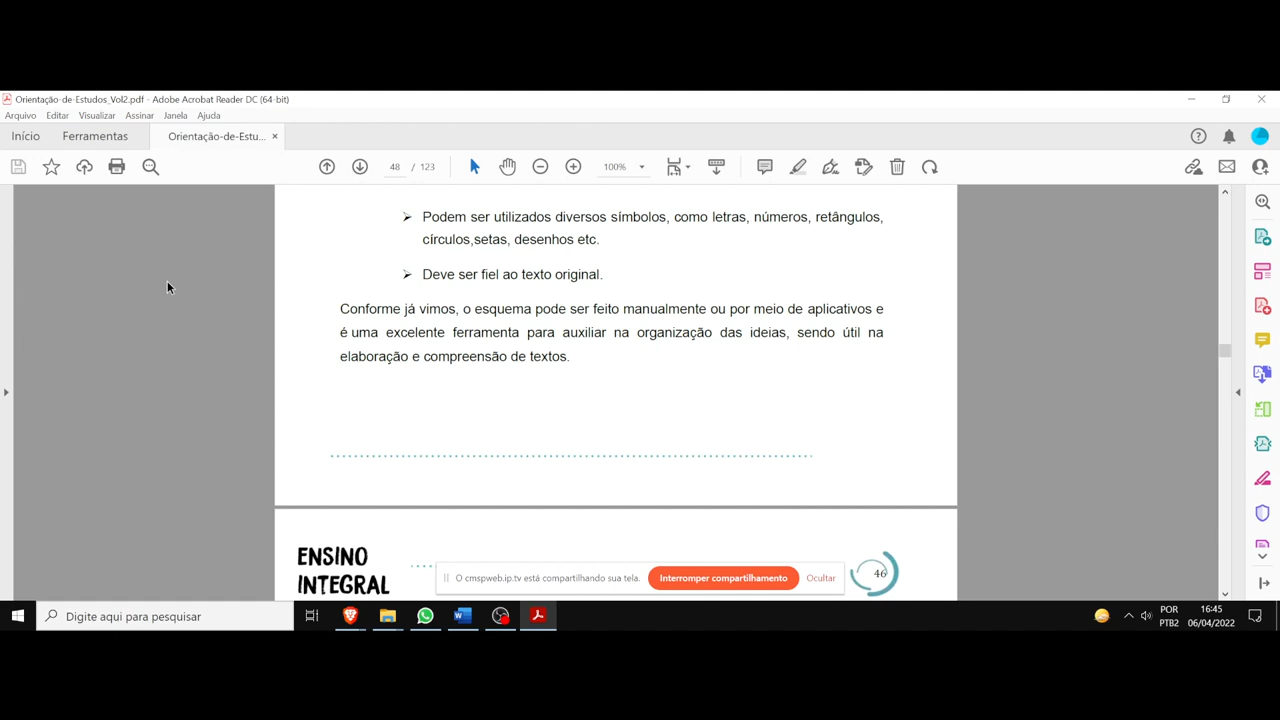 Orientação-de-Estudos_Vol2.pdf - Adobe Acrobat Reader DC (64-bit)
Arquivo Editar Visualizar Assinar Janela Ajuda
Início Ferramentas Orientação-de-Estu... ×
48 / 123 100%
Podem ser utilizados diversos símbolos, como letras, números, retângulos,
círculos,setas, desenhos etc.
Deve ser fiel ao texto original.
Conforme já vimos, o esquema pode ser feito manualmente ou por meio de aplicativos e
é uma excelente ferramenta para auxiliar na organização das ideias, sendo útil na
elaboração e compreensão de textos.
ENSINO
INTEGRAL
46
O cmspweb.ip.tv está compartilhando sua tela. Interromper compartilhamento Ocultar
Digite aqui para pesquisar
POR
PTB2
16:45
06/04/2022